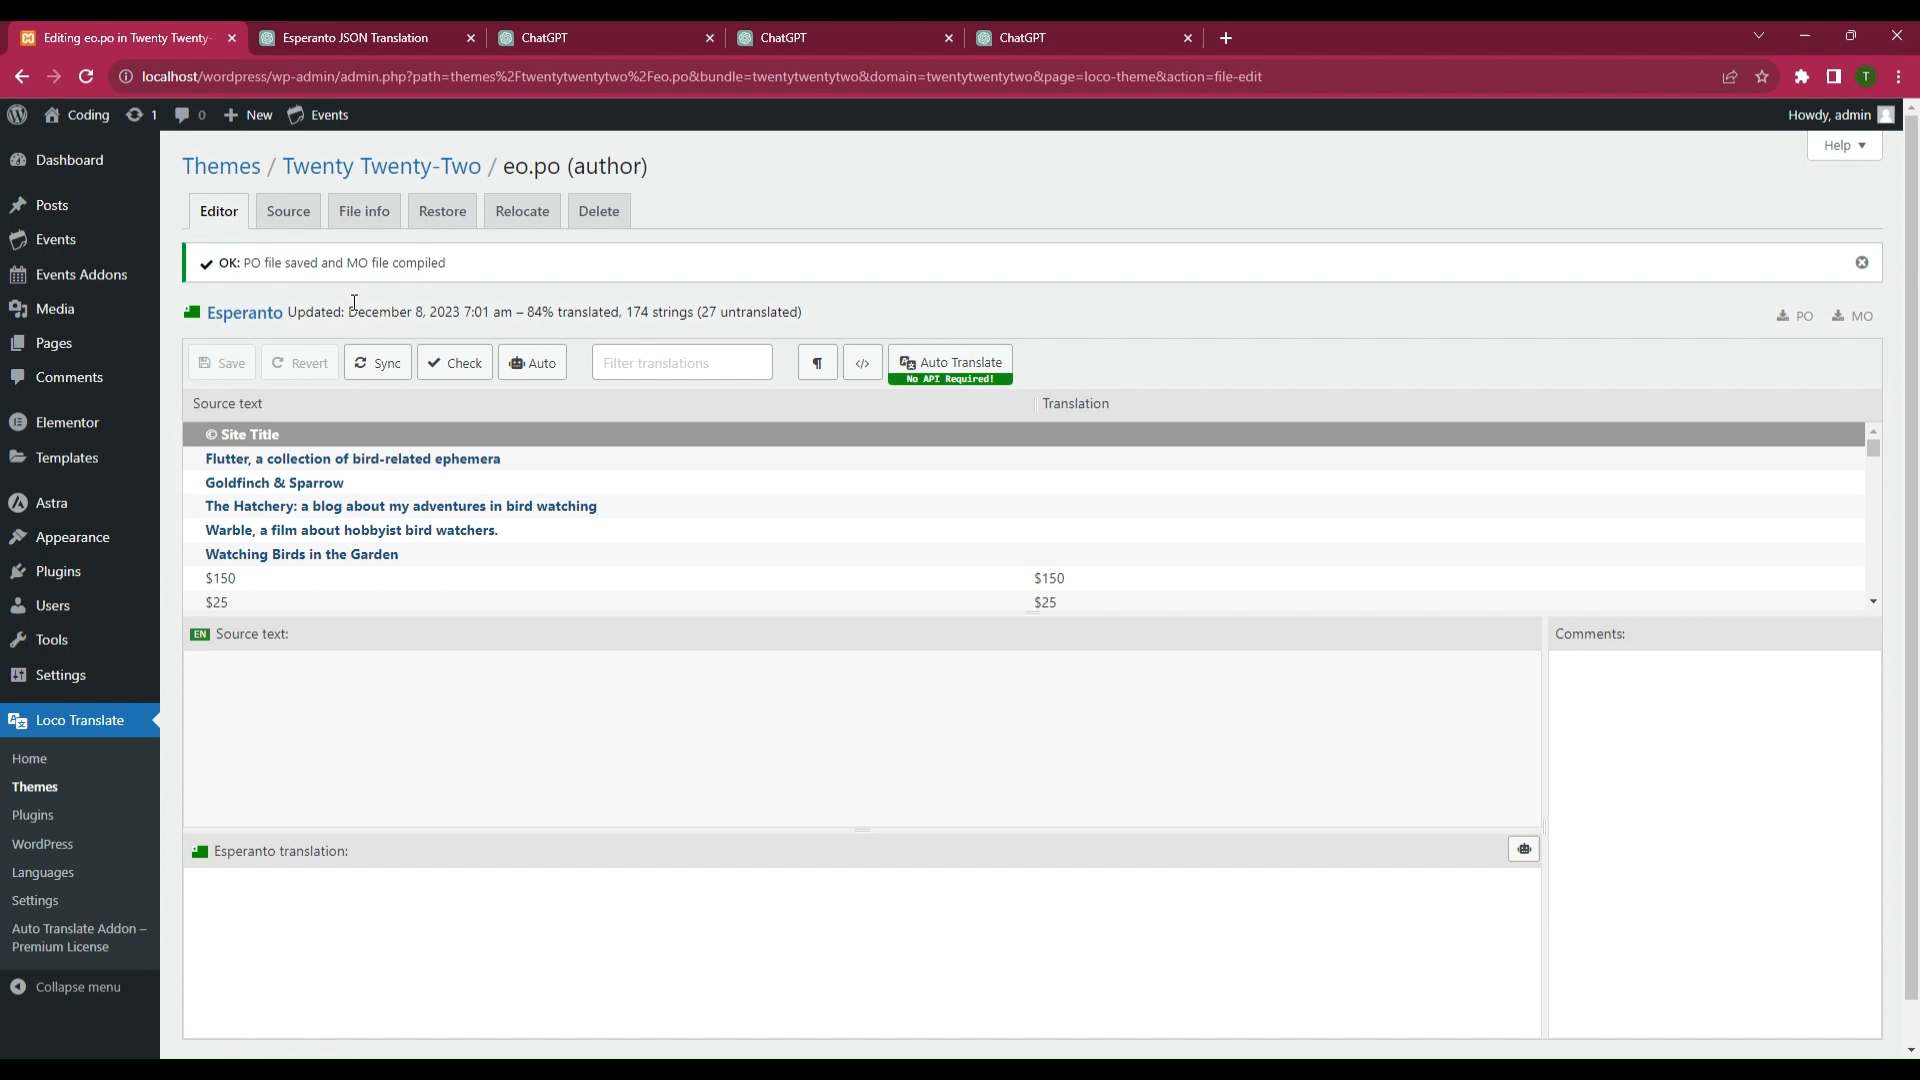 Editing eo.po in Twenty Twenty-
Esperanto JSON Translation
ChatGPT
ChatGPT
ChatGPT
localhost/wordpress/wp-admin/admin.php?path=themes%2Ftwentytwentytwo%2Feo.po&bundle=twentytwentytwo&domain=twentytwentytwo&page=loco-theme&action=file-edit
T
Coding
1
0
New
Events
Howdy, admin
Help
Dashboard
Posts
Events
Events Addons
Media
Pages
Comments
Elementor
Templates
Astra
Appearance
Plugins
Users
Tools
Settings
Loco Translate
Home
Themes
Plugins
WordPress
Languages
Settings
Auto Translate Addon –
Premium License
Collapse menu
Themes / Twenty Twenty-Two / eo.po (author)
Editor
Source
File info
Restore
Relocate
Delete
OK: PO file saved and MO file compiled
Esperanto Updated: December 8, 2023 7:01 am – 84% translated, 174 strings (27 untranslated)
PO
MO
Save
Revert
Sync
Check
Auto
Filter translations
¶
</>
Auto Translate
No API Required!
Source text
Translation
© Site Title
Flutter, a collection of bird-related ephemera
Goldfinch & Sparrow
The Hatchery: a blog about my adventures in bird watching
Warble, a film about hobbyist bird watchers.
Watching Birds in the Garden
$150
$150
$25
$25
EN Source text:
Comments:
Esperanto translation: